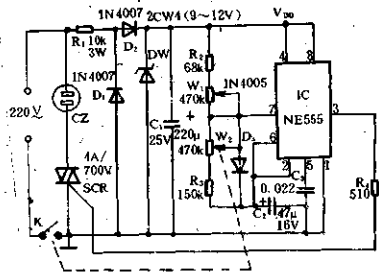 1N4007 2CW4(9~12V) V_DD
R₁ 10k
3W
D₂
DW
1N4007
D₁
R₂
68k
W₁
470k
1N4005
C₁
220μ
25V
+
W₂
470k
D₃
R₃
150k
IC
NE555
4 8
7
6
3
2 5 1
C₃
0.022
C₂
+
47μ
16V
R₄
510
220V
CZ
4A/
700V
SCR
K